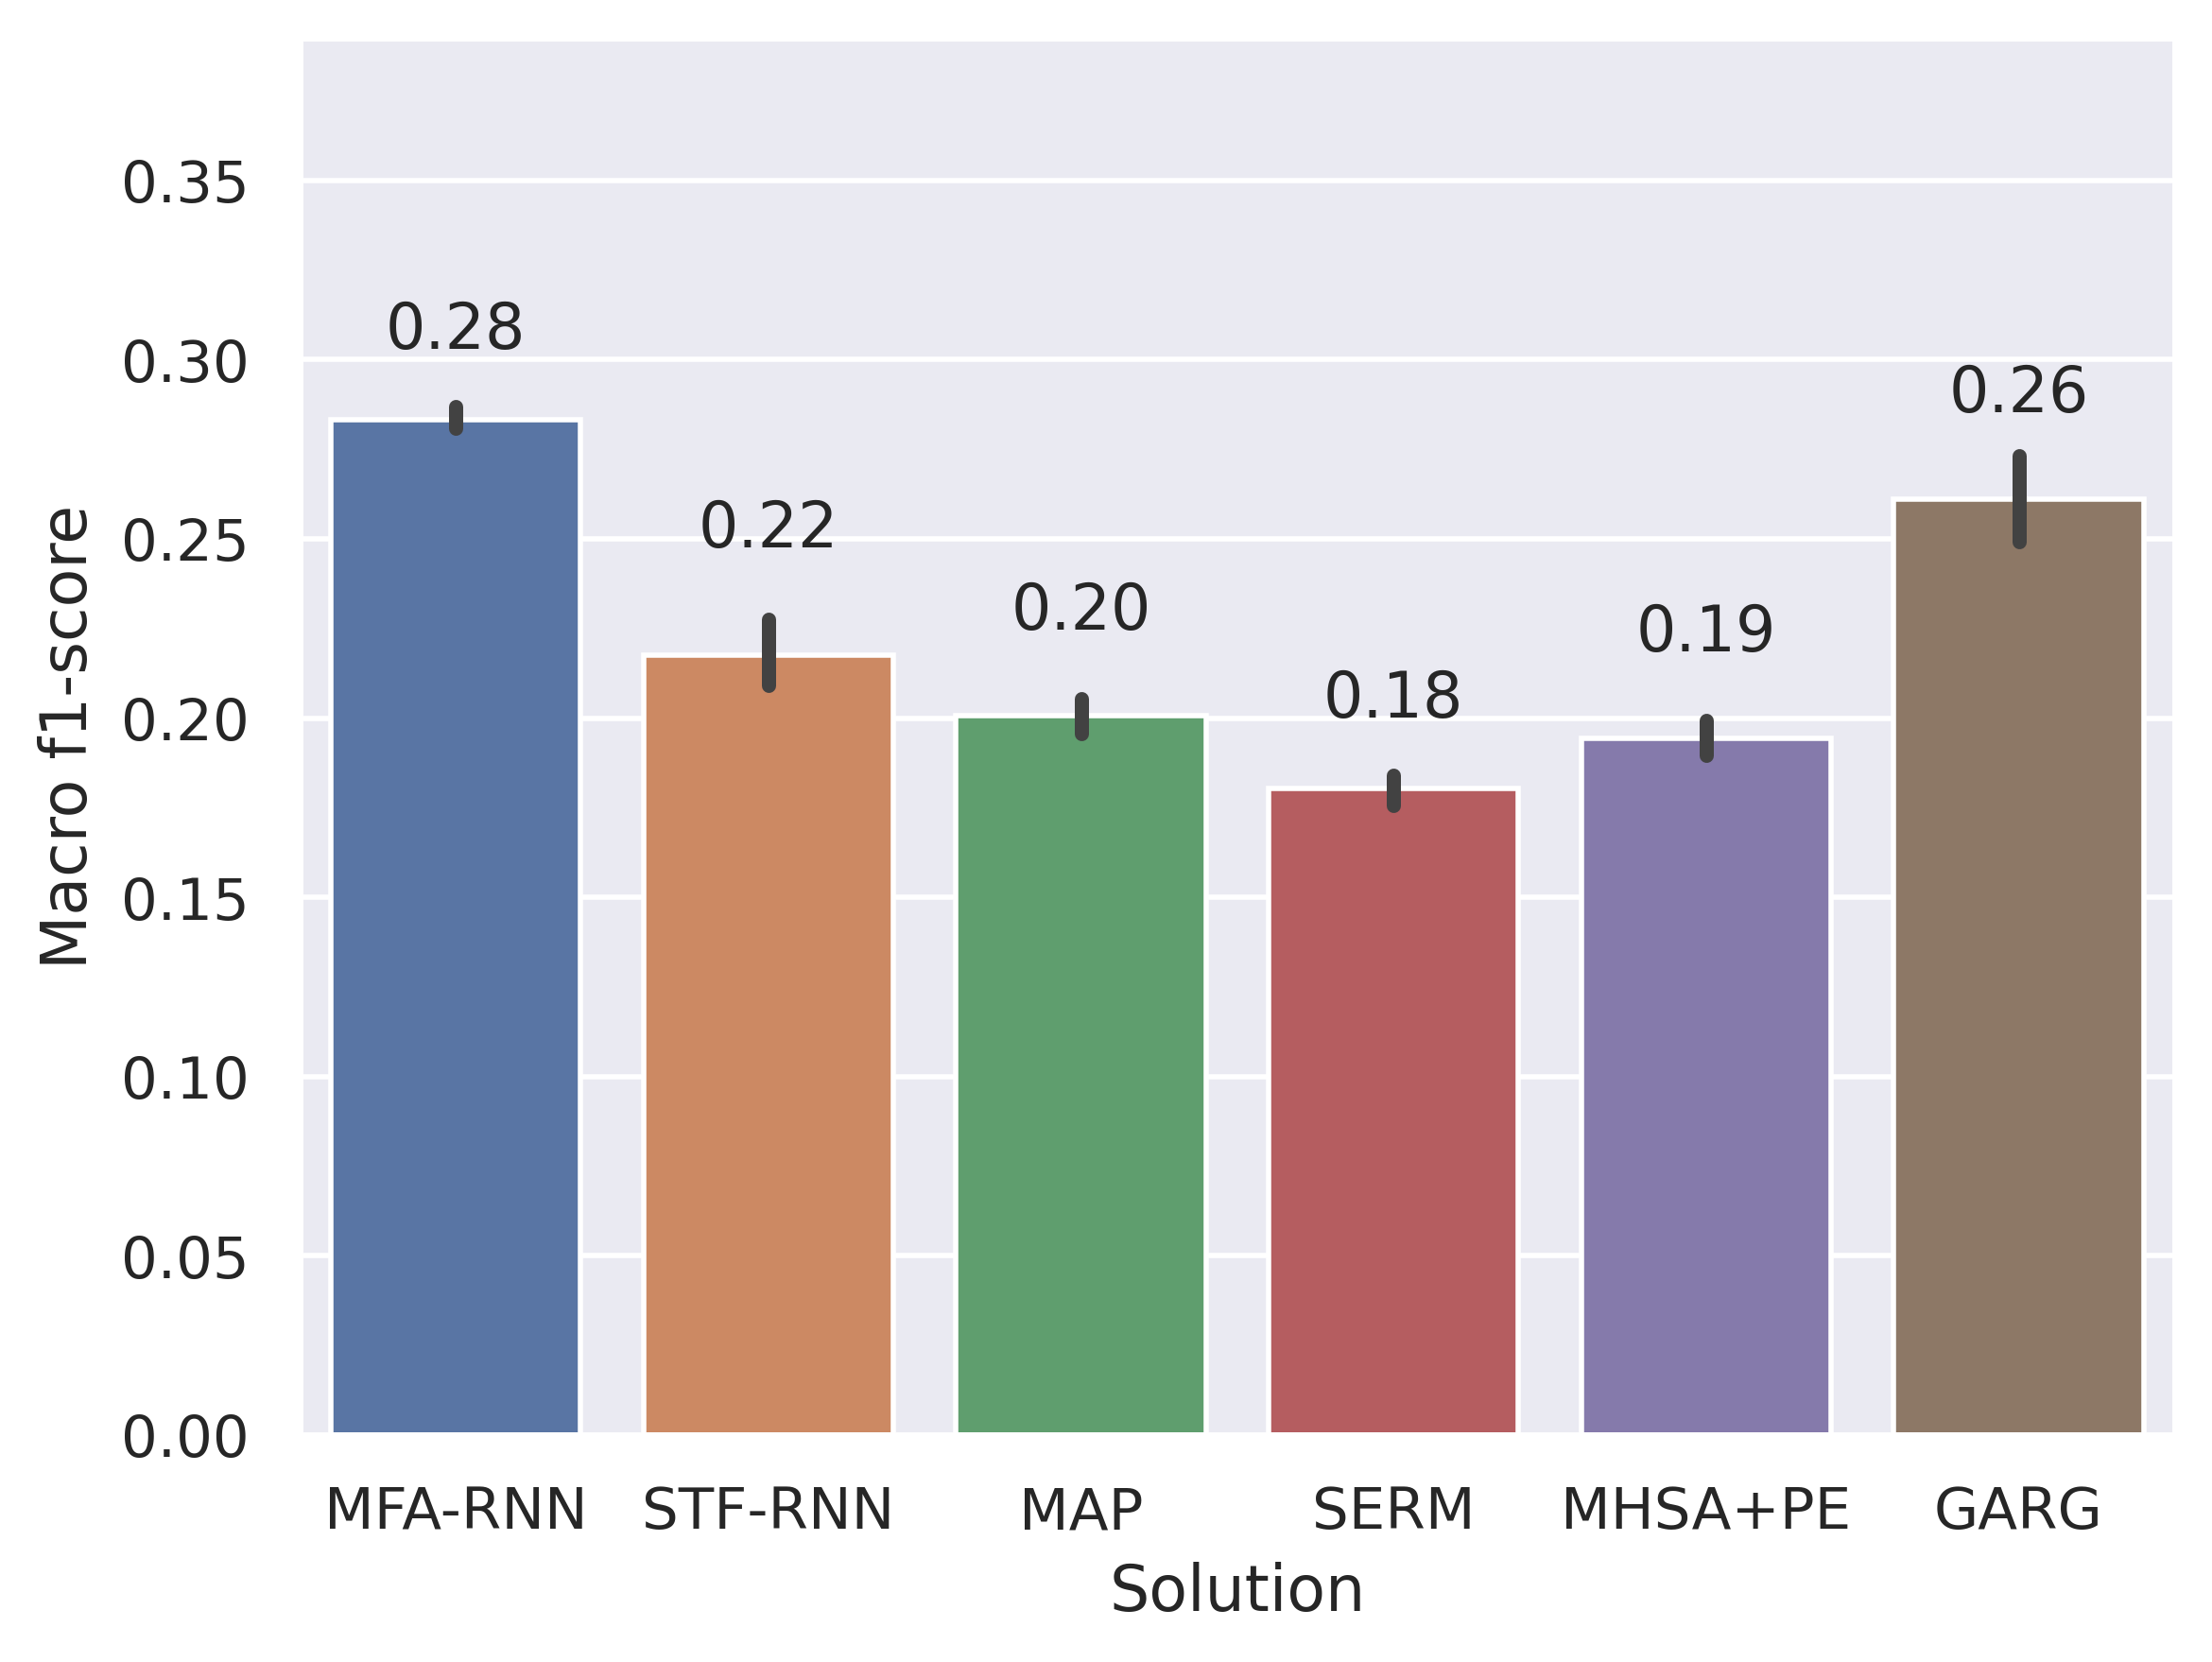 0.35
0.30
0.25
0.20
0.15
0.10
0.05
0.00
Macro f1-score
0.28
0.22
0.20
0.18
0.19
0.26
MFA-RNN
STF-RNN
MAP
SERM
MHSA+PE
GARG
Solution